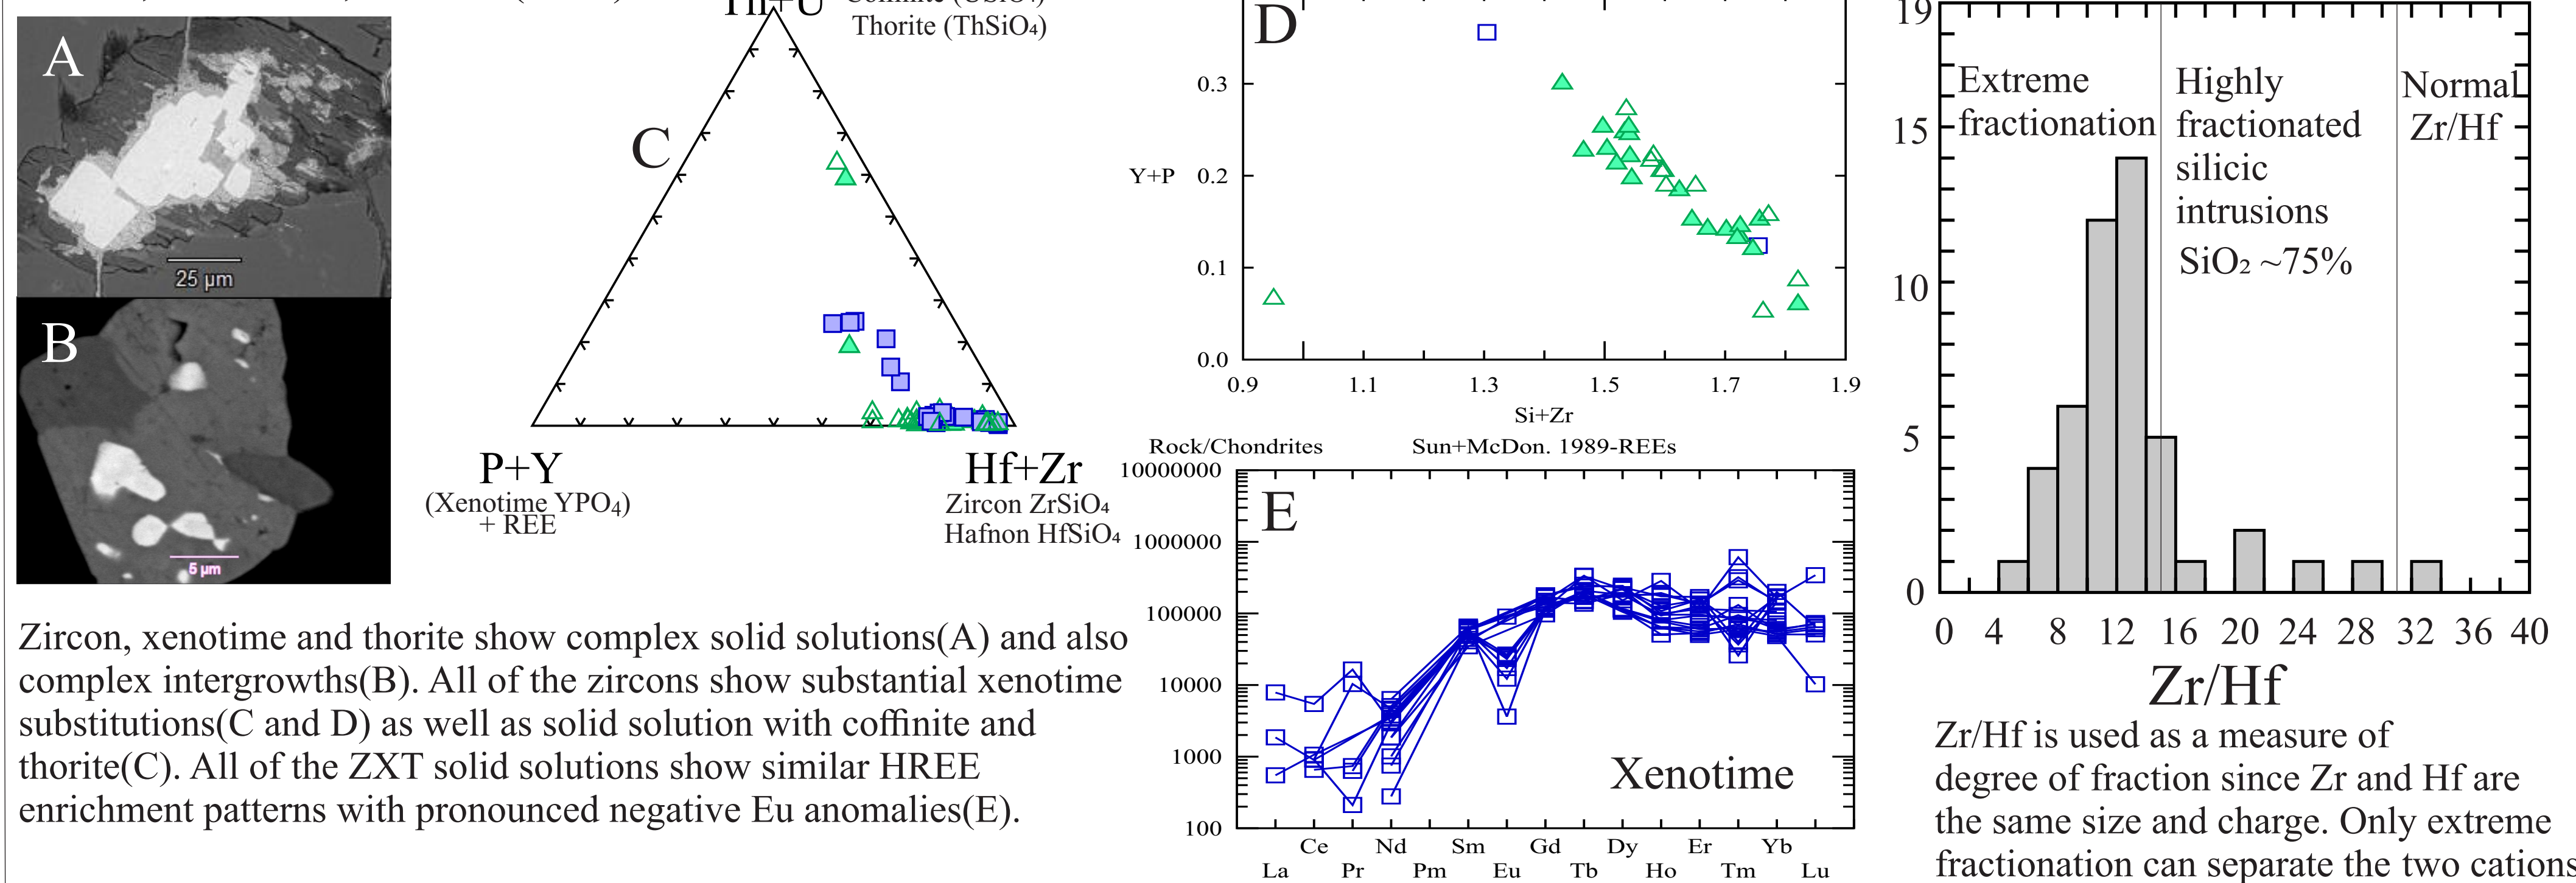 Th+U
Thorite (ThSiO₄)
A
25 µm
B
5 µm
C
P+Y
(Xenotime YPO₄)
+ REE
Hf+Zr
Zircon ZrSiO₄
Hafnon HfSiO₄
Zircon, xenotime and thorite show complex solid solutions(A) and also
complex intergrowths(B). All of the zircons show substantial xenotime
substitutions(C and D) as well as solid solution with coffinite and
thorite(C). All of the ZXT solid solutions show similar HREE
enrichment patterns with pronounced negative Eu anomalies(E).
D
0.3
Y+P 0.2
0.1
0.0
0.9 1.1 1.3 1.5 1.7 1.9
Si+Zr
Rock/Chondrites Sun+McDon. 1989-REEs
10000000
E
1000000
100000
10000
1000
Xenotime
100
Ce Nd Sm Gd Dy Er Yb
La Pr Pm Eu Tb Ho Tm Lu
19
15
10
5
0
Extreme
fractionation
Highly
fractionated
silicic
intrusions
SiO₂ ~75%
Normal
Zr/Hf
0 4 8 12 16 20 24 28 32 36 40
Zr/Hf
Zr/Hf is used as a measure of
degree of fraction since Zr and Hf are
the same size and charge. Only extreme
fractionation can separate the two cations